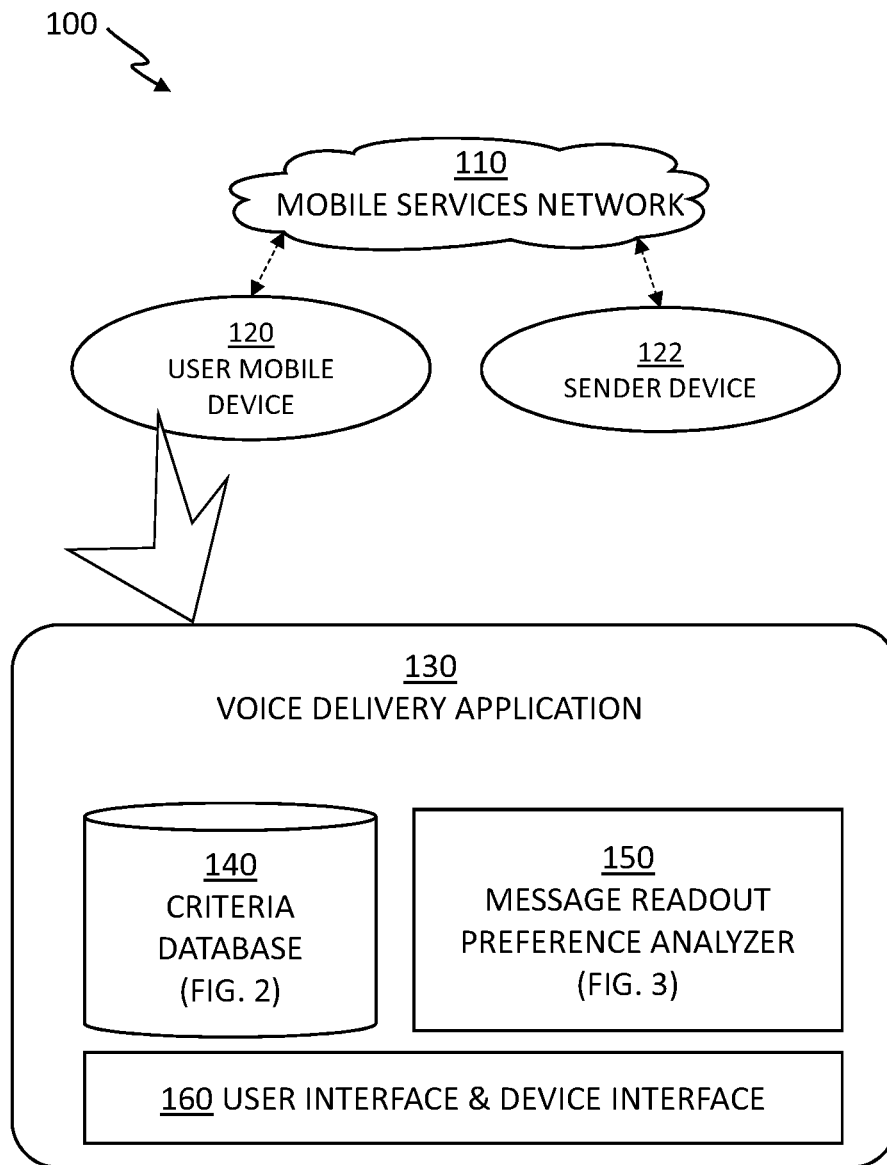 100
110
MOBILE SERVICES NETWORK
120
USER MOBILE
DEVICE
122
SENDER DEVICE
130
VOICE DELIVERY APPLICATION
140
CRITERIA
DATABASE
(FIG. 2)
150
MESSAGE READOUT
PREFERENCE ANALYZER
(FIG. 3)
160 USER INTERFACE & DEVICE INTERFACE